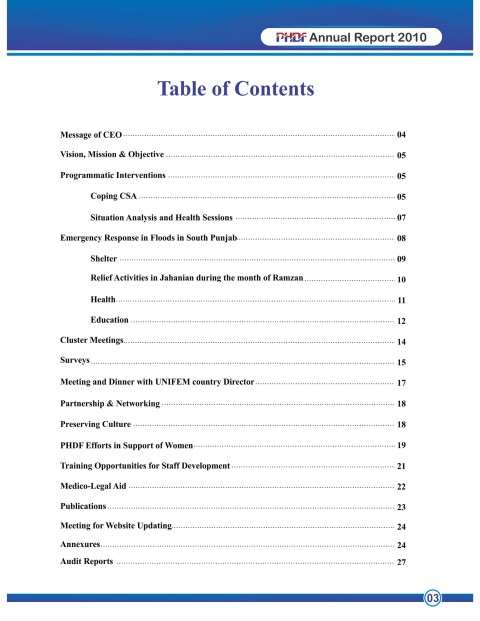 PHDF Annual Report 2010
Table of Contents
Message of CEO 04
Vision, Mission & Objective 05
Programmatic Interventions 05
Coping CSA 05
Situation Analysis and Health Sessions 07
Emergency Response in Floods in South Punjab 08
Shelter 09
Relief Activities in Jahanian during the month of Ramzan 10
Health 11
Education 12
Cluster Meetings 14
Surveys 15
Meeting and Dinner with UNIFEM country Director 17
Partnership & Networking 18
Preserving Culture 18
PHDF Efforts in Support of Women 19
Training Opportunities for Staff Development 21
Medico-Legal Aid 22
Publications 23
Meeting for Website Updating 24
Annexures 24
Audit Reports 27
03